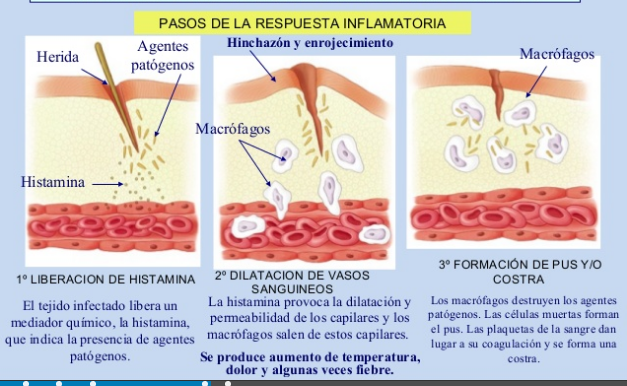 PASOS DE LA RESPUESTA INFLAMATORIA
Herida
Agentes
patógenos
Histamina
1º LIBERACION DE HISTAMINA
El tejido infectado libera un
mediador químico, la histamina,
que indica la presencia de agentes
patógenos.
Hinchazón y enrojecimiento
Macrófagos
2º DILATACION DE VASOS
SANGUINEOS
La histamina provoca la dilatación y
permeabilidad de los capilares y los
macrófagos salen de estos capilares.
Se produce aumento de temperatura,
dolor y algunas veces fiebre.
Macrófagos
3º FORMACIÓN DE PUS Y/O
COSTRA
Los macrófagos destruyen los agentes
patógenos. Las células muertas forman
el pus. Las plaquetas de la sangre dan
lugar a su coagulación y se forma una
costra.